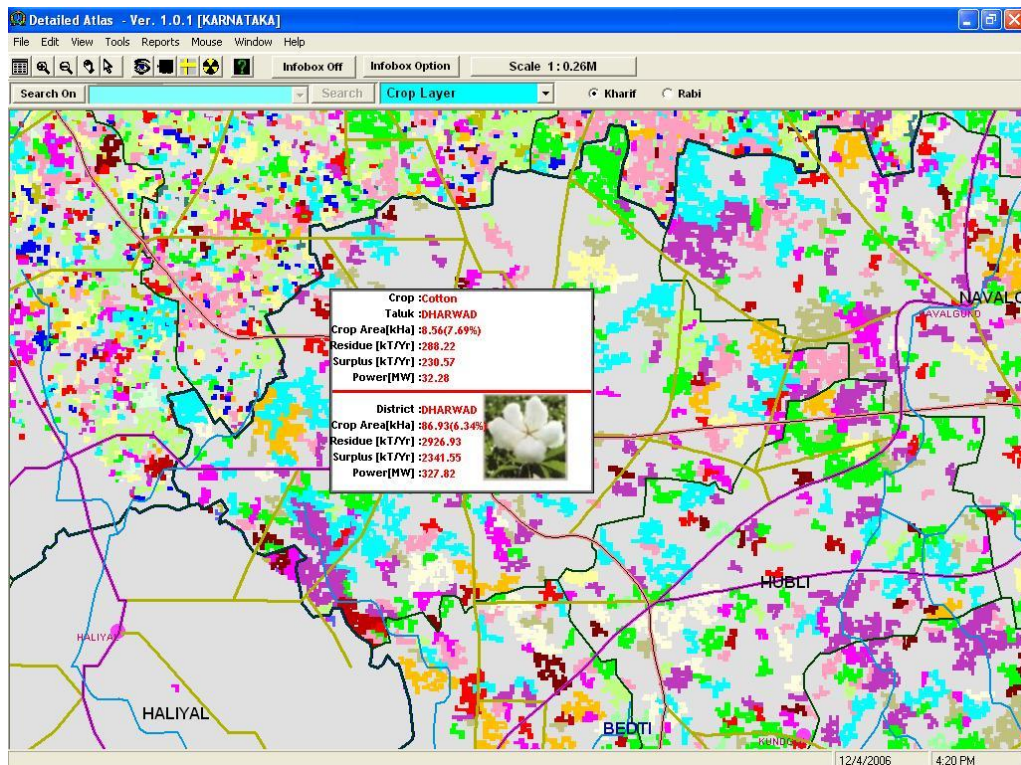 Detailed Atlas - Ver. 1.0.1 [KARNATAKA]
File Edit View Tools Reports Mouse Window Help
Infobox Off Infobox Option Scale 1:0.26M
Search On Search Crop Layer Kharif Rabi
Crop :Cotton
Taluk :DHARWAD
Crop Area[kHa] :8.56(7.69%)
Residue [kT/Yr] :288.22
Surplus [kT/Yr] :230.57
Power[MW] :32.28
District :DHARWAD
Crop Area[kHa] :86.93(6.34%)
Residue [kT/Yr] :2926.93
Surplus [kT/Yr] :2341.55
Power[MW] :327.82
NAVALG
AVALGUND
HUBLI
HALIYAL
HALIYAL
BEDTI
KUNDG
12/4/2006 4:20 PM